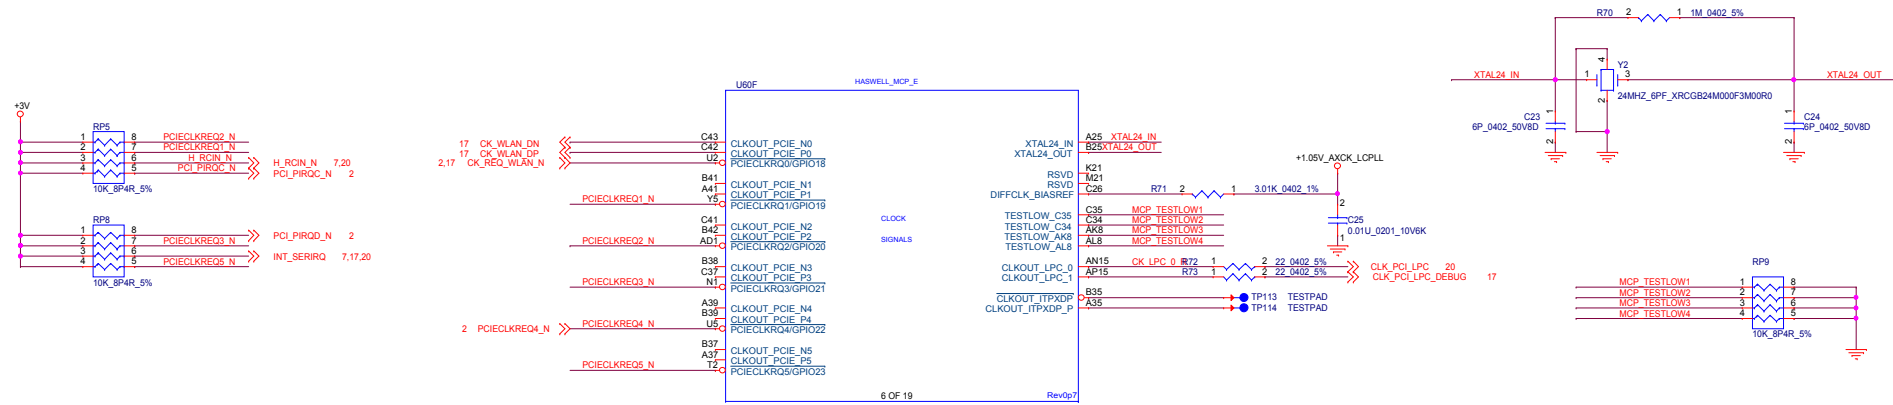 R70 2 1 1M_0402_5%
XTAL24_IN 1 4 Y2 3 XTAL24_OUT
2 24MHZ_6PF_XRCGB24M000F3M00R0
C23 1 2
6P_0402_50V8D
C24 1 2
6P_0402_50V8D
+3V
RP5
1 8 PCIECLKREQ2_N
2 7 PCIECLKREQ1_N
3 6 H_RCIN_N H_RCIN_N 7,20
4 5 PCI_PIRQC_N PCI_PIRQC_N 2
10K_8P4R_5%
RP8
1 8 PCI_PIRQD_N 2
2 7 PCIECLKREQ3_N
3 6 INT_SERIRQ 7,17,20
4 5 PCIECLKREQ5_N
10K_8P4R_5%
U60F HASWELL_MCP_E
17 CK_WLAN_DN C43 CLKOUT_PCIE_N0
17 CK_WLAN_DP C42 CLKOUT_PCIE_P0
2,17 CK_REQ_WLAN_N U2 PCIECLKRQ0/GPIO18
B41 CLKOUT_PCIE_N1
A41 CLKOUT_PCIE_P1
PCIECLKREQ1_N Y5 PCIECLKRQ1/GPIO19
C41 CLKOUT_PCIE_N2
B42 CLKOUT_PCIE_P2
PCIECLKREQ2_N AD1 PCIECLKRQ2/GPIO20
B38 CLKOUT_PCIE_N3
C37 CLKOUT_PCIE_P3
PCIECLKREQ3_N N1 PCIECLKRQ3/GPIO21
A39 CLKOUT_PCIE_N4
B39 CLKOUT_PCIE_P4
2 PCIECLKREQ4_N PCIECLKREQ4_N U5 PCIECLKRQ4/GPIO22
B37 CLKOUT_PCIE_N5
A37 CLKOUT_PCIE_P5
PCIECLKREQ5_N T2 PCIECLKRQ5/GPIO23
CLOCK
SIGNALS
6 OF 19
Rev0p7
XTAL24_IN A25 XTAL24_IN
XTAL24_OUT B25 XTAL24_OUT
RSVD K21
RSVD M21
DIFFCLK_BIASREF C26 R71 2 1 3.01K_0402_1%
+1.05V_AXCK_LCPLL
2 C25
0.01U_0201_10V6K
1
TESTLOW_C35 C35 MCP_TESTLOW1
TESTLOW_C34 C34 MCP_TESTLOW2
TESTLOW_AK8 AK8 MCP_TESTLOW3
TESTLOW_AL8 AL8 MCP_TESTLOW4
CLKOUT_LPC_0 AN15 CK_LPC_0_R R72 1 2 22_0402_5% CLK_PCI_LPC 20
CLKOUT_LPC_1 AP15 R73 1 2 22_0402_5% CLK_PCI_LPC_DEBUG 17
CLKOUT_ITPXDP B35 TP113 TESTPAD
CLKOUT_ITPXDP_P A35 TP114 TESTPAD
RP9
MCP_TESTLOW1 1 8
MCP_TESTLOW2 2 7
MCP_TESTLOW3 3 6
MCP_TESTLOW4 4 5
10K_8P4R_5%